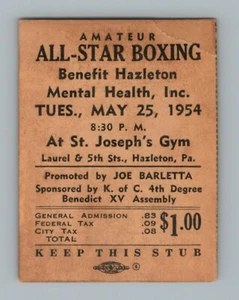 AMATEUR
ALL-STAR BOXING
Benefit Hazleton
Mental Health, Inc.
TUES., MAY 25, 1954
8:30 P. M.
At St. Joseph's Gym
Laurel & 5th Sts., Hazleton, Pa.
Promoted by JOE BARLETTA
Sponsored by K. of C. 4th Degree
Benedict XV Assembly
GENERAL ADMISSION .83
FEDERAL TAX .09
CITY TAX .08
TOTAL $1.00
KEEP THIS STUB